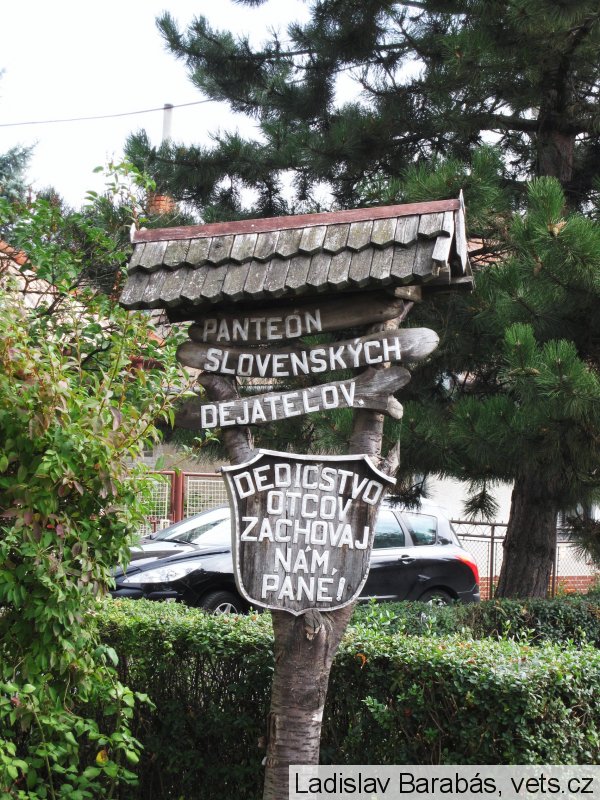 PANTEÓN
SLOVENSKÝCH
DEJATEĽOV.
DEDIČSTVO
OTCOV
ZACHOVAJ
NÁM,
PANE!
Ladislav Barabás, vets.cz